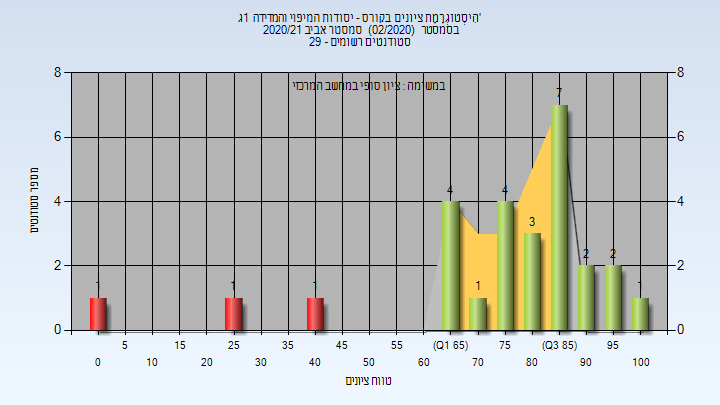 היסטוגרמת ציונים בקורס - יסודות המיפוי והמדידה 1ג'
בסמסטר (02/2020) סמסטר אביב 2020/21
סטודנטים רשומים - 29
במשימה : ציון סופי במחשב המרכזי
8 8
7
6 6
מספר סטודנטים
4 4
4 4
3
2 2
2 2
1 1 1 1 1
0 0
5 15 25 35 45 55 (Q1 65) 75 (Q3 85) 95
0 10 20 30 40 50 60 70 80 90 100
טווח ציונים